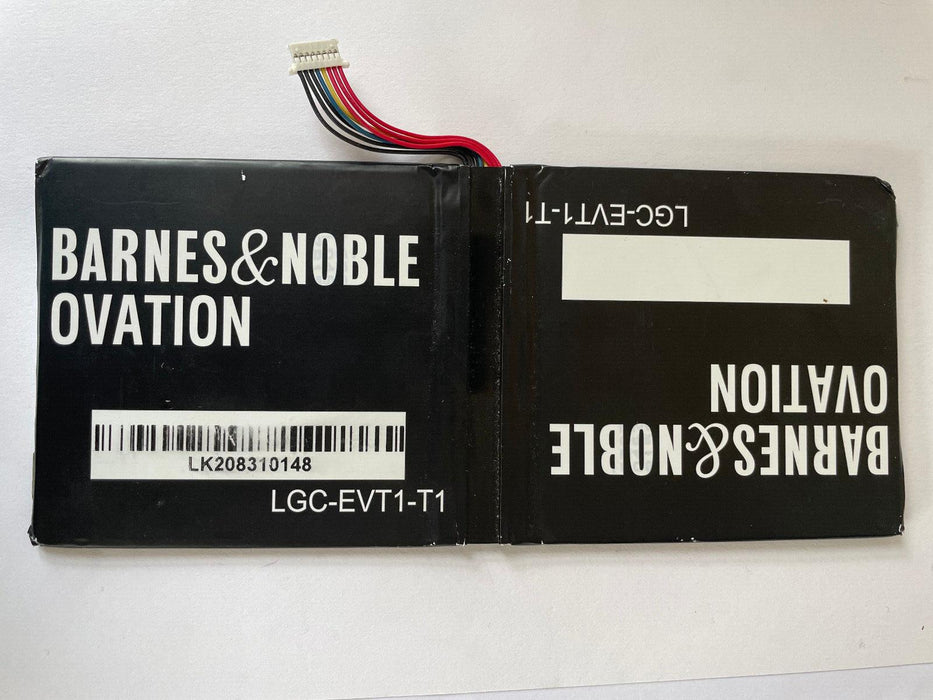 BARNES&NOBLE
OVATION
LK208310148
LGC-EVT1-T1
LGC-EVT1-T1
BARNES&NOBLE
OVATION